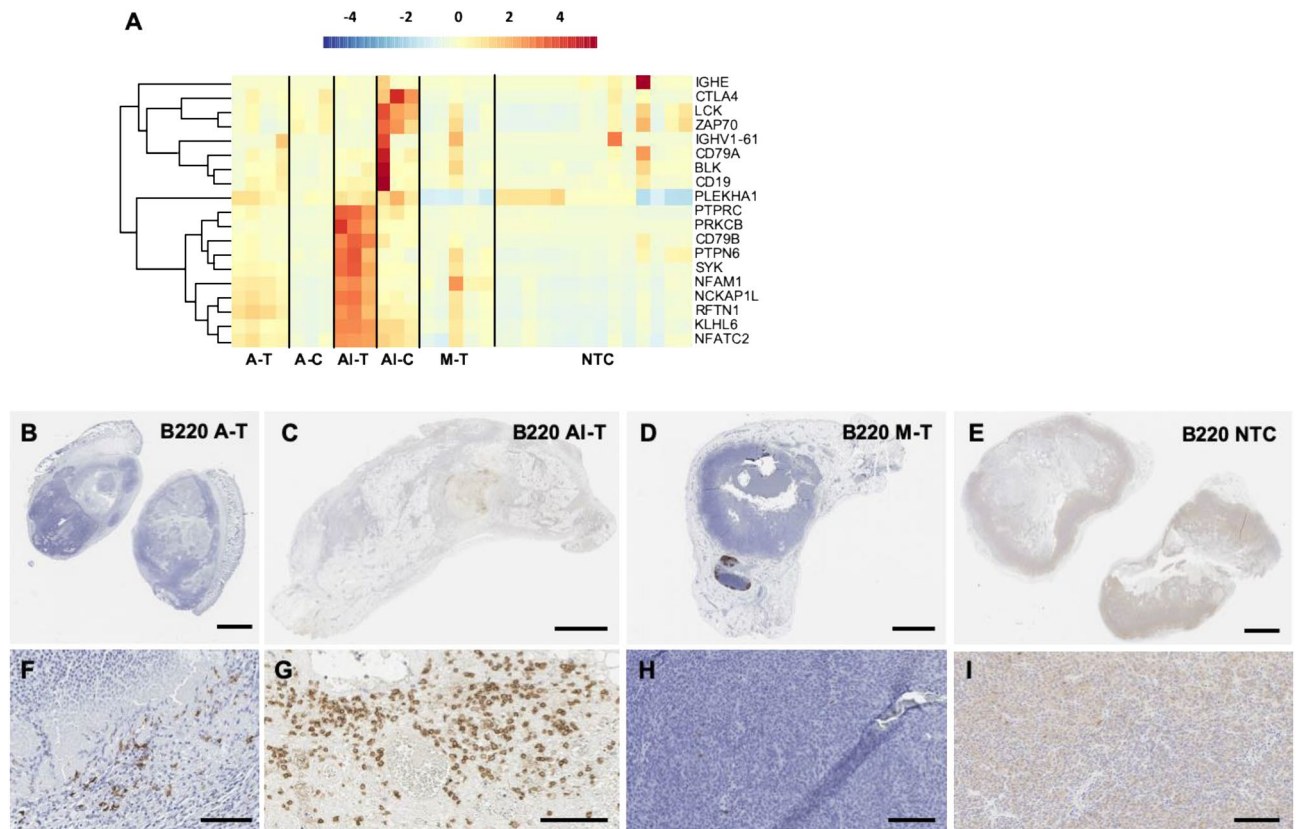 A
-4 -2 0 2 4
IGHE
CTLA4
LCK
ZAP70
IGHV1-61
CD79A
BLK
CD19
PLEKHA1
PTPRC
PRKCB
CD79B
PTPN6
SYK
NFAM1
NCKAP1L
RFTN1
KLHL6
NFATC2
A-T A-C AI-T AI-C M-T NTC
B B220 A-T
C B220 AI-T
D B220 M-T
E B220 NTC
F
G
H
I